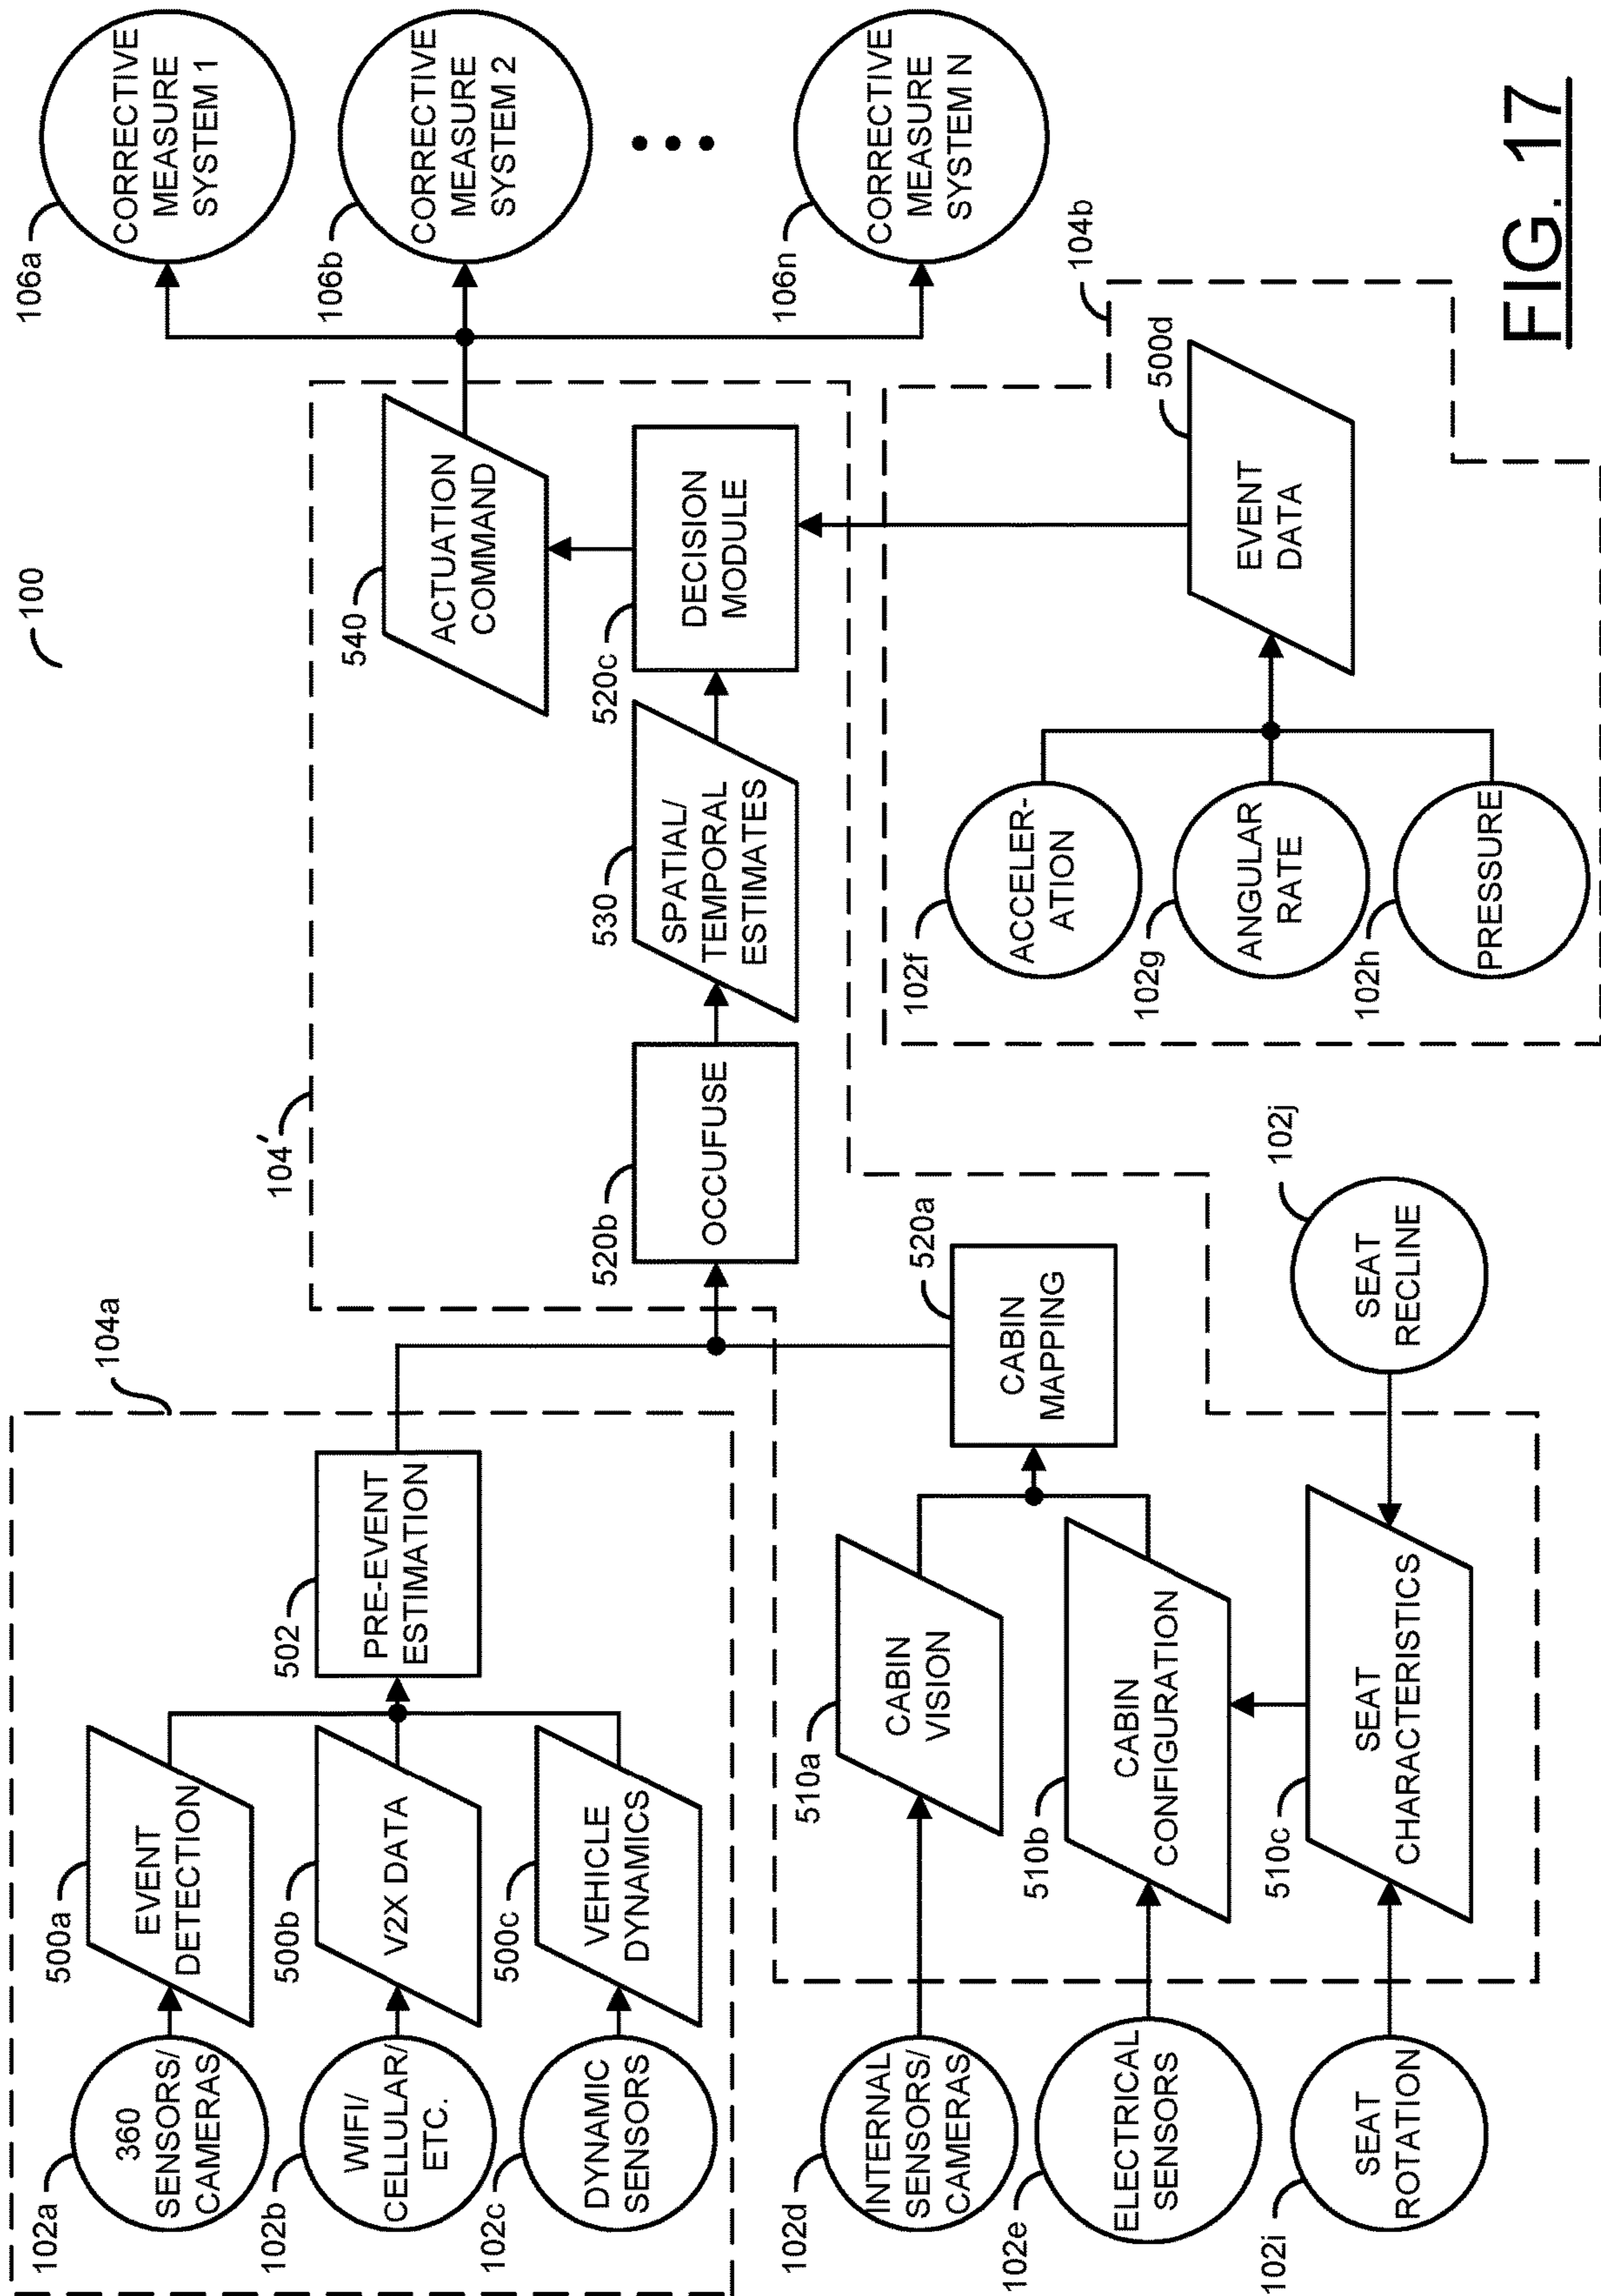 100
104a
102a
360
SENSORS/
CAMERAS
500a
EVENT
DETECTION
102b
WIFI/
CELLULAR/
ETC.
500b
V2X DATA
102c
DYNAMIC
SENSORS
500c
VEHICLE
DYNAMICS
502
PRE-EVENT
ESTIMATION
102d
INTERNAL
SENSORS/
CAMERAS
510a
CABIN
VISION
102e
ELECTRICAL
SENSORS
510b
CABIN
CONFIGURATION
102i
SEAT
ROTATION
510c
SEAT
CHARACTERISTICS
102j
SEAT
RECLINE
520a
CABIN
MAPPING
104'
520b
OCCUFUSE
530
SPATIAL/
TEMPORAL
ESTIMATES
520c
DECISION
MODULE
540
ACTUATION
COMMAND
106a
CORRECTIVE
MEASURE
SYSTEM 1
106b
CORRECTIVE
MEASURE
SYSTEM 2
106n
CORRECTIVE
MEASURE
SYSTEM N
104b
102f
ACCELER-
ATION
102g
ANGULAR
RATE
102h
PRESSURE
500d
EVENT
DATA
FIG. 17